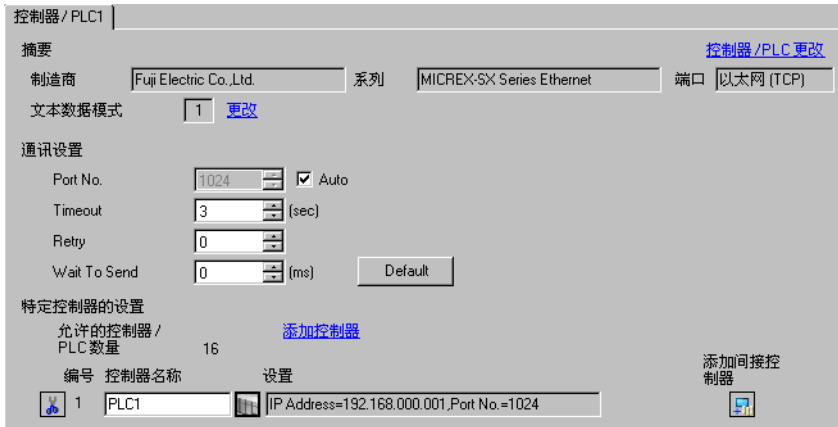 控制器/PLC1
摘要 控制器/PLC更改
制造商 Fuji Electric Co.,Ltd. 系列 MICREX-SX Series Ethernet 端口 以太网(TCP)
文本数据模式 1 更改
通讯设置
Port No. 1024 Auto
Timeout 3 (sec)
Retry 0
Wait To Send 0 (ms) Default
特定控制器的设置
允许的控制器/ 添加控制器
PLC数量 16
添加间接控
制器
编号 控制器名称 设置
1 PLC1 IP Address=192.168.000.001,Port No.=1024